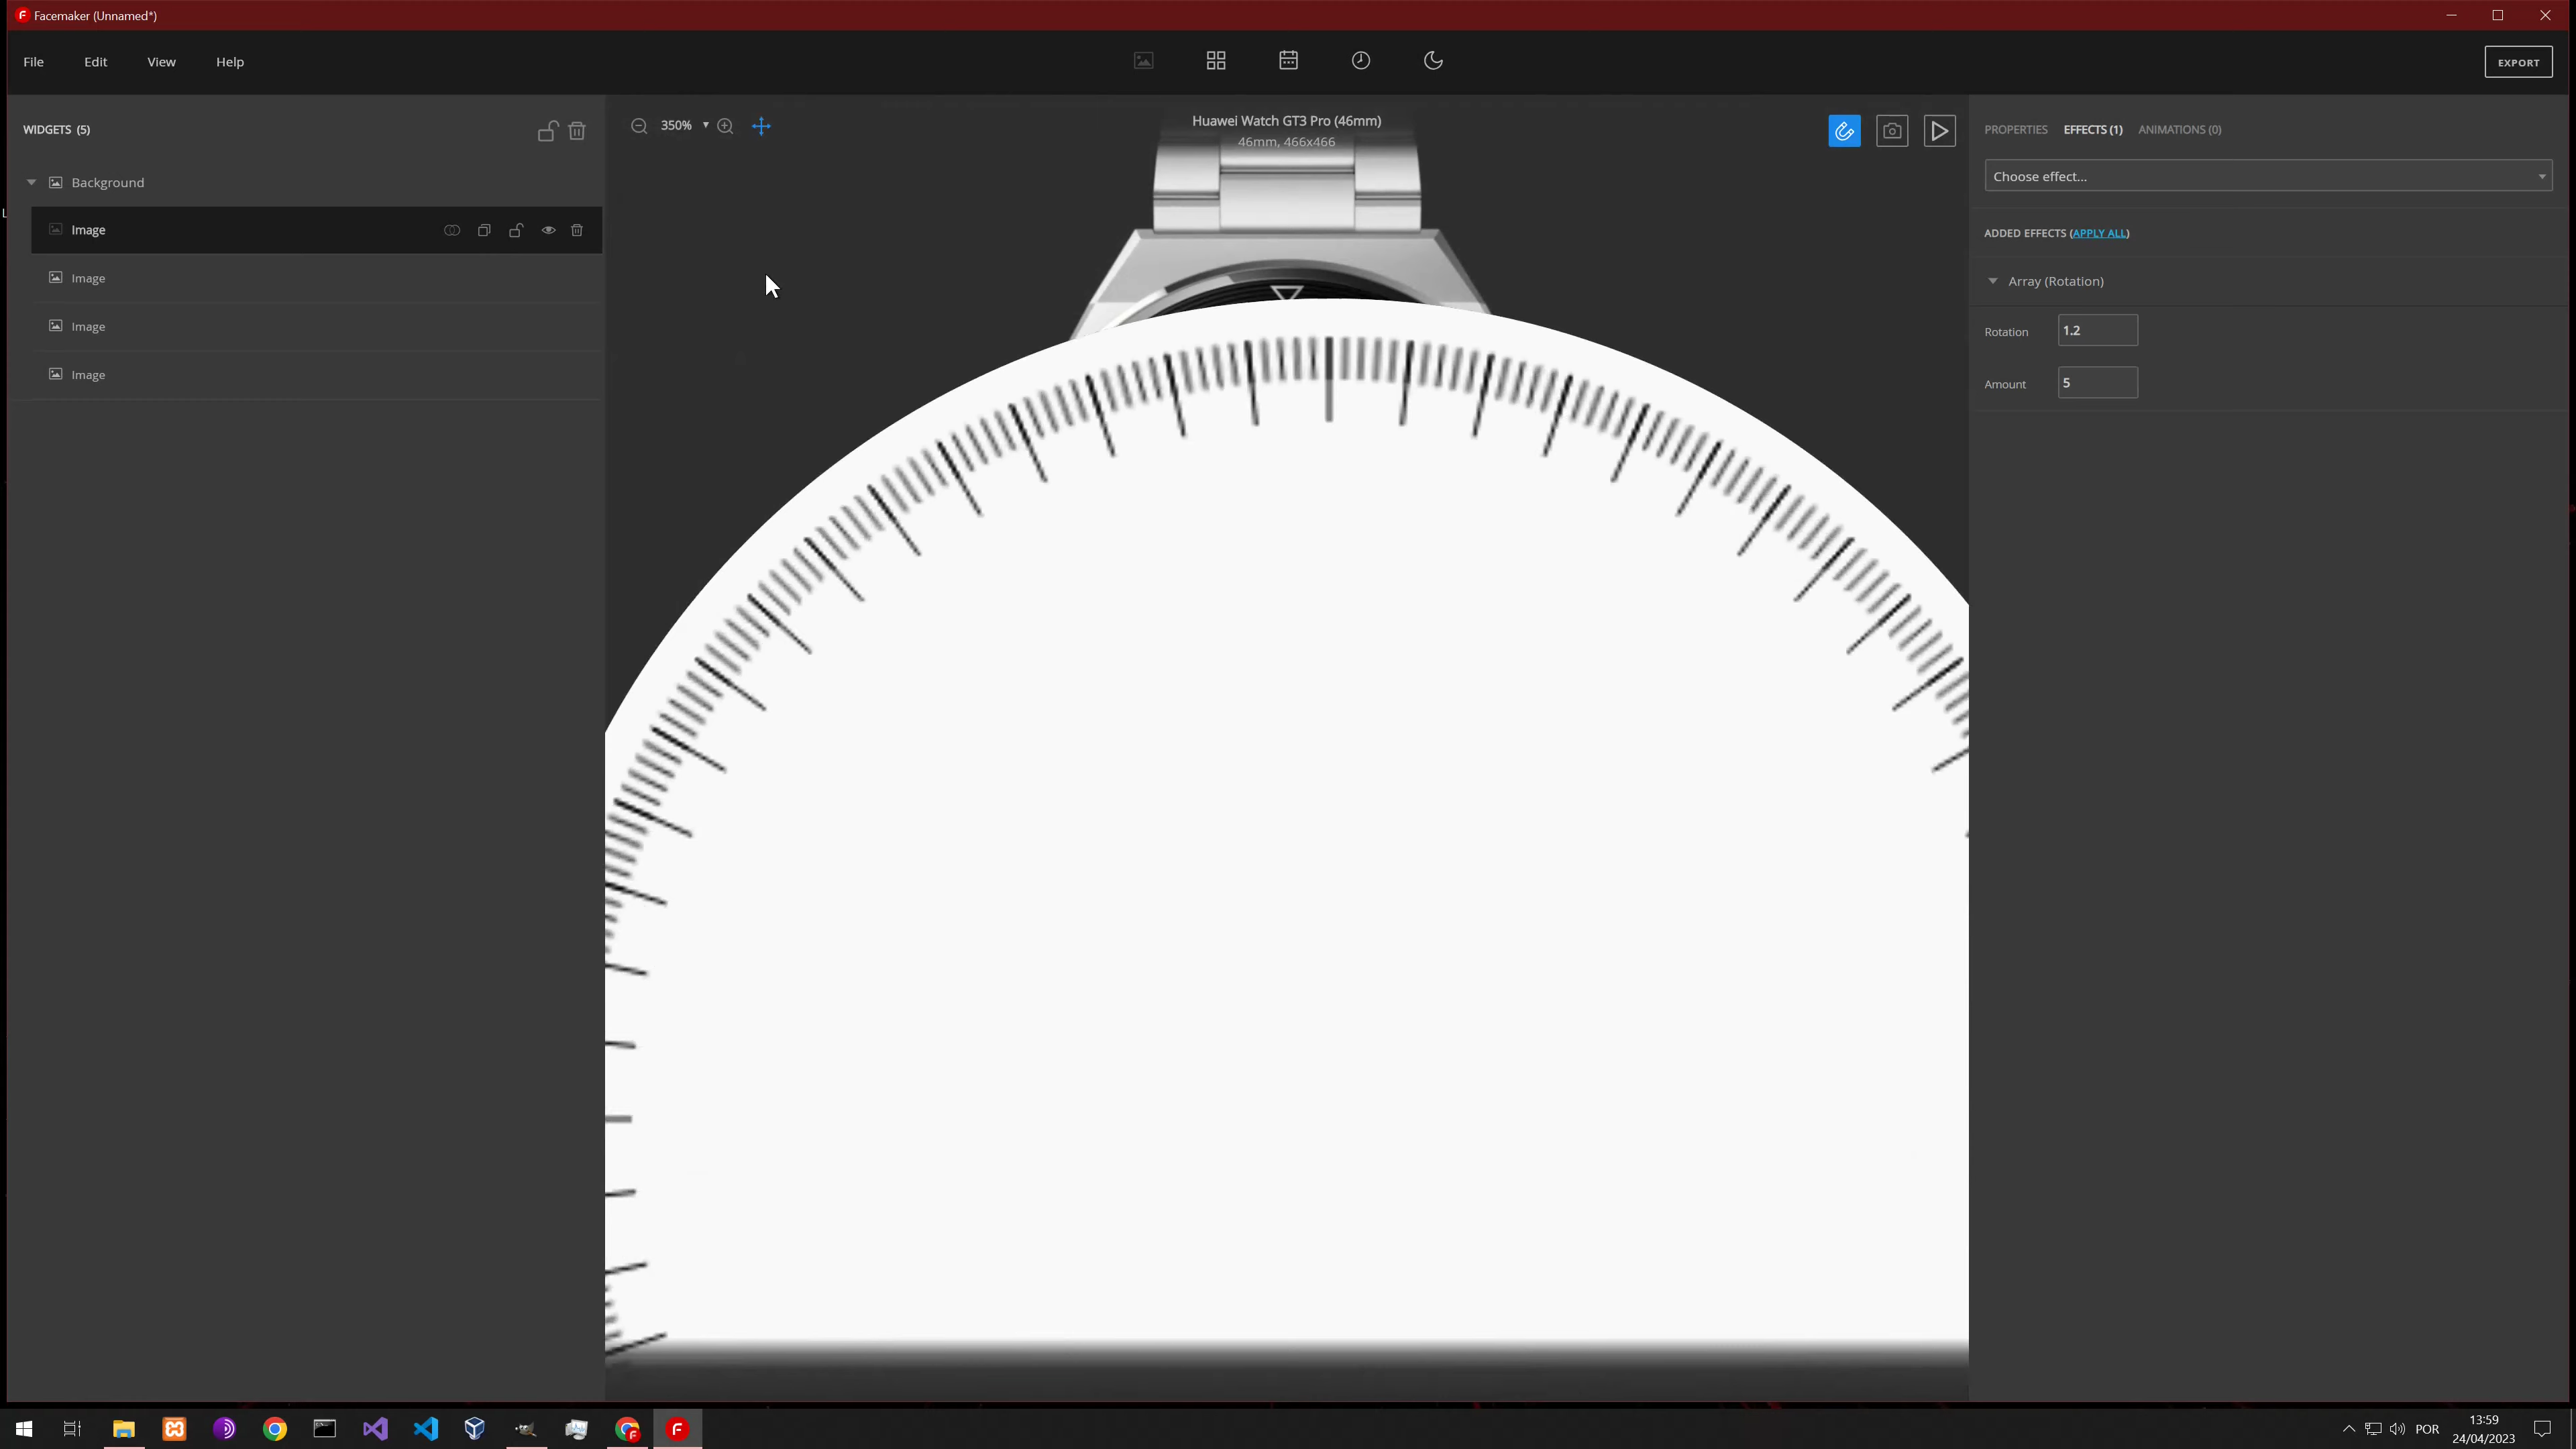 Facemaker (Unnamed*)
File Edit View Help
EXPORT
WIDGETS (5)
Background
Image
Image
Image
Image
350%
Huawei Watch GT3 Pro (46mm)
46mm, 466x466
PROPERTIES EFFECTS (1) ANIMATIONS (0)
Choose effect...
ADDED EFFECTS (APPLY ALL)
Array (Rotation)
Rotation 1.2
Amount 5
L
POR
13:59
24/04/2023